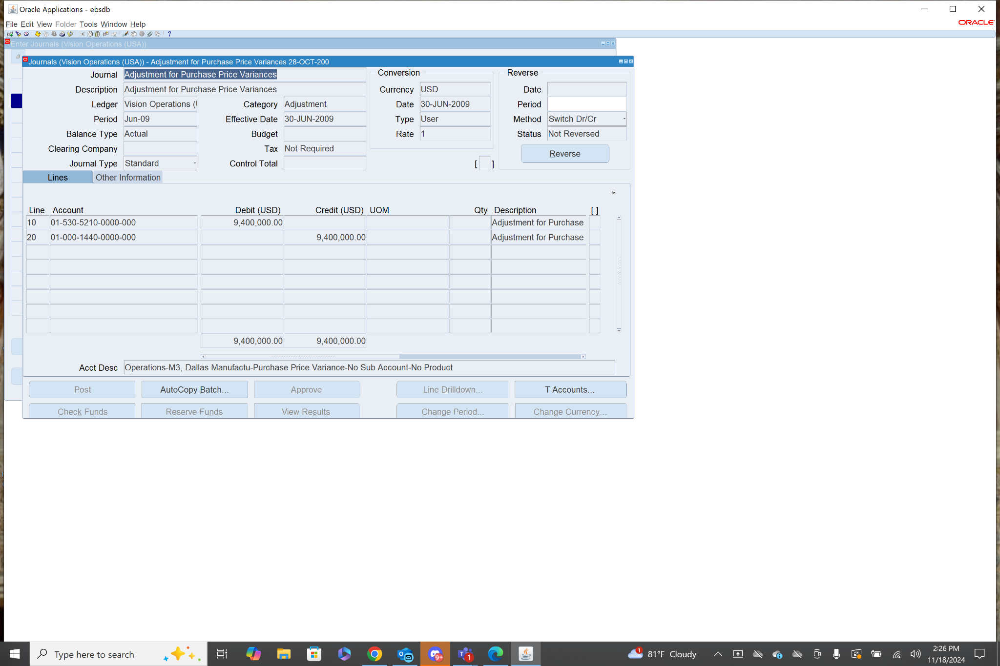 Oracle Applications - ebsdb
File Edit View Folder Tools Window Help
ORACLE
?
Enter Journals (Vision Operations (USA))
Journals (Vision Operations (USA)) - Adjustment for Purchase Price Variances 28-OCT-200
Journal Adjustment for Purchase Price Variances
Description Adjustment for Purchase Price Variances
Ledger Vision Operations (U Category Adjustment
Period Jun-09 Effective Date 30-JUN-2009
Balance Type Actual Budget
Clearing Company Tax Not Required
Journal Type Standard Control Total
Conversion
Currency USD
Date 30-JUN-2009
Type User
Rate 1
[ ]
Reverse
Date
Period
Method Switch Dr/Cr
Status Not Reversed
Reverse
Lines Other Information
Line Account Debit (USD) Credit (USD) UOM Qty Description [ ]
10 01-530-5210-0000-000 9,400,000.00 Adjustment for Purchase
20 01-000-1440-0000-000 9,400,000.00 Adjustment for Purchase
9,400,000.00 9,400,000.00
Acct Desc Operations-M3, Dallas Manufactu-Purchase Price Variance-No Sub Account-No Product
Post AutoCopy Batch... Approve Line Drilldown... T Accounts...
Check Funds Reserve Funds View Results Change Period... Change Currency...
Type here to search
9+
1
1
81°F Cloudy
2:26 PM
11/18/2024